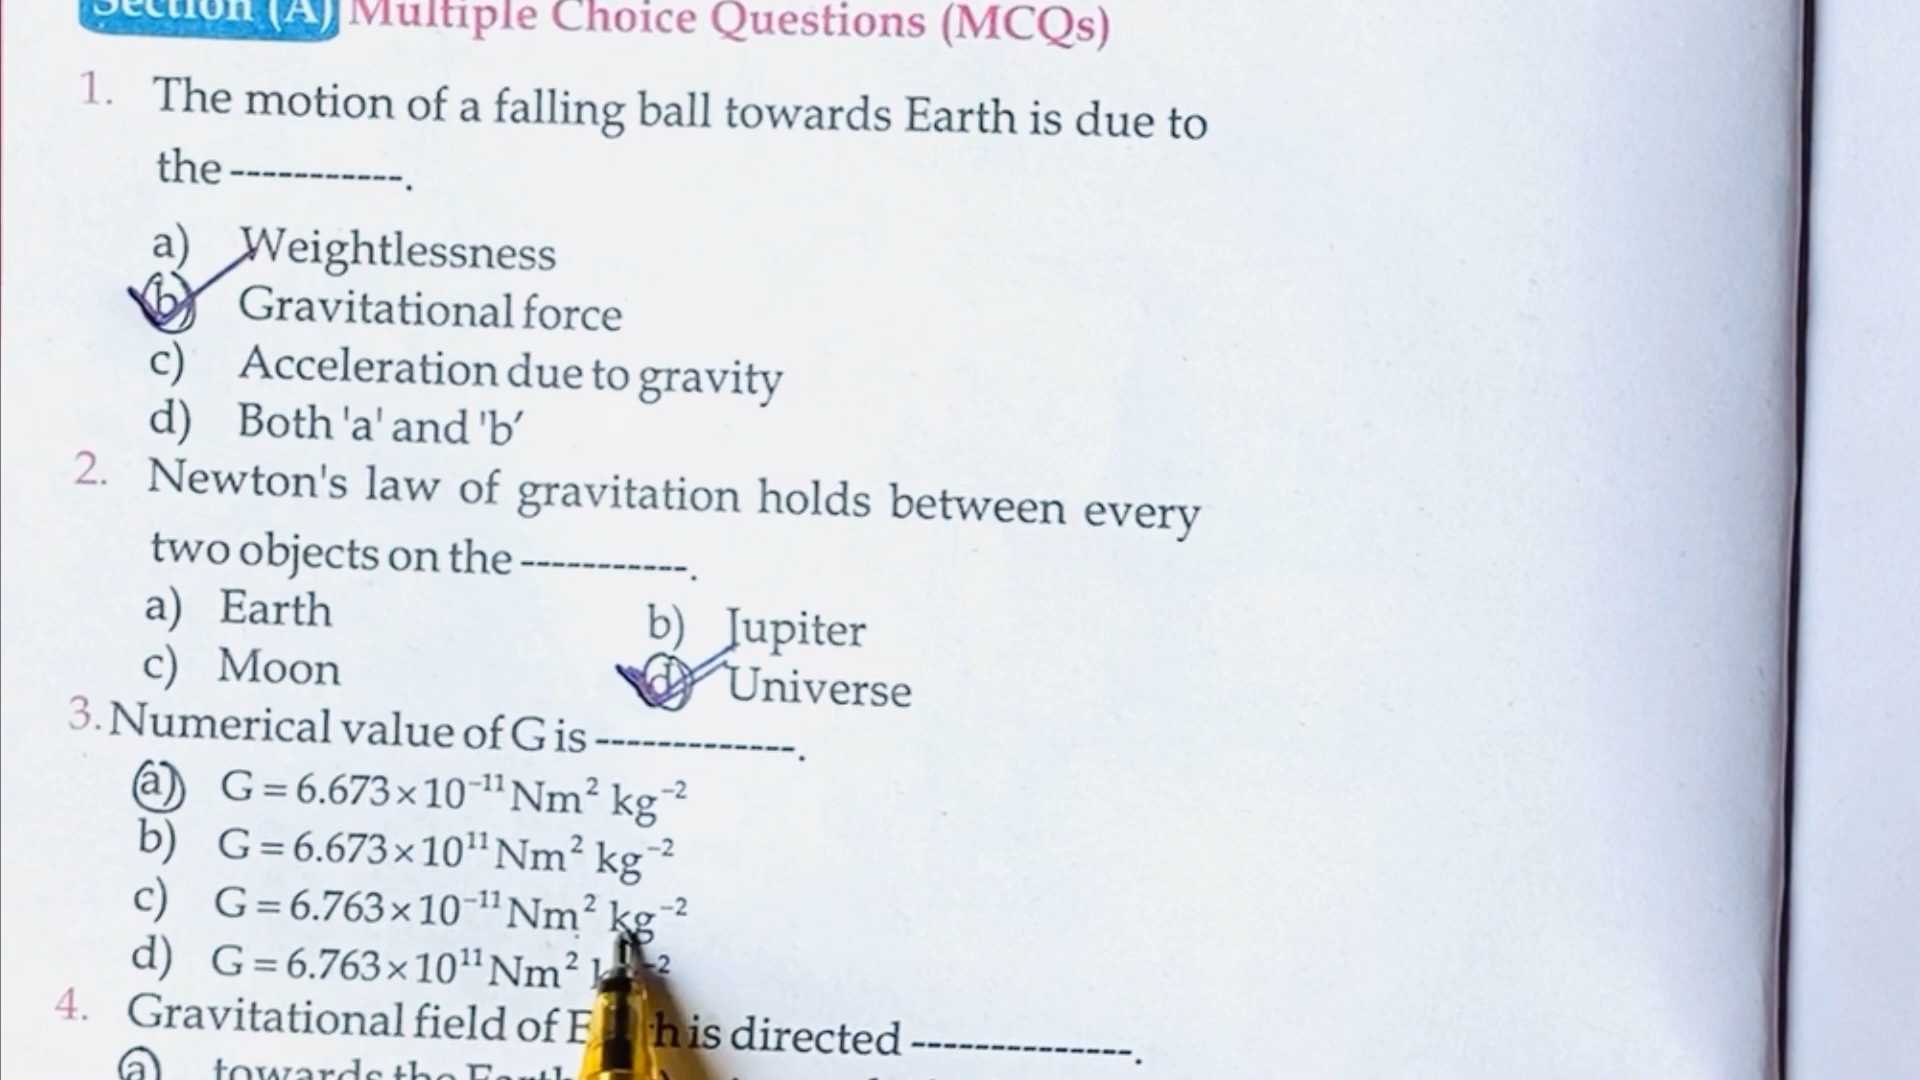 Section (A) Multiple Choice Questions (MCQs)
1. The motion of a falling ball towards Earth is due to
the -----------.
a) Weightlessness
b) Gravitational force
c) Acceleration due to gravity
d) Both 'a' and 'b'
2. Newton's law of gravitation holds between every
two objects on the -----------.
a) Earth b) Jupiter
c) Moon d) Universe
3. Numerical value of G is -------------.
a) G = 6.673×10⁻¹¹ Nm² kg⁻²
b) G = 6.673×10¹¹ Nm² kg⁻²
c) G = 6.763×10⁻¹¹ Nm² kg⁻²
d) G = 6.763×10¹¹ Nm² ⁻²
4. Gravitational field of is directed --------------.
a) towards the Earth